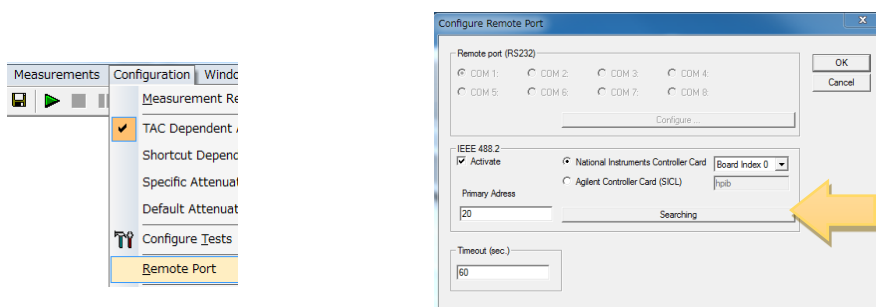 Measurements Configuration Windo
Measurement Re
TAC Dependent
Shortcut Depend
Specific Attenuat
Default Attenuat
Configure Tests
Remote Port
Configure Remote Port
x
Remote port (RS232)
COM 1: COM 2: COM 3: COM 4:
COM 5: COM 6: COM 7: COM 8:
Configure ...
OK
Cancel
IEEE 488.2
Activate
National Instruments Controller Card Board Index 0
Agilent Controller Card (SICL) hpib
Primary Adress
20
Searching
Timeout (sec.)
60